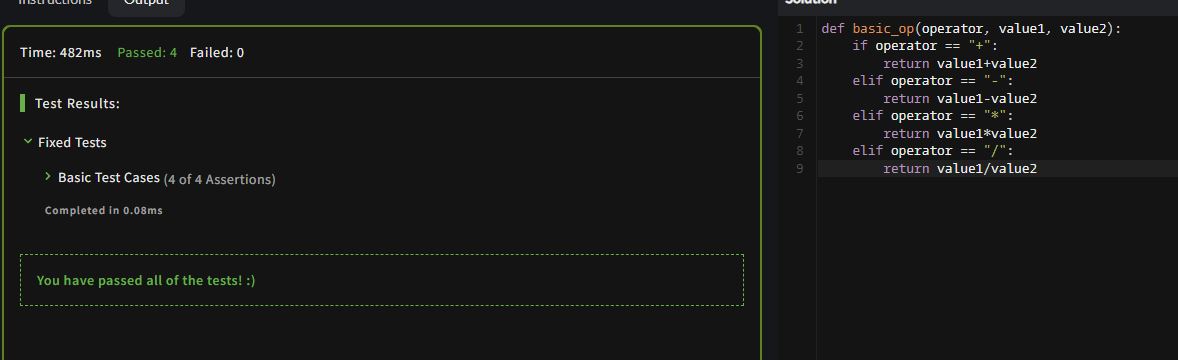 Instructions
Output
Time: 482ms Passed: 4 Failed: 0
Test Results:
Fixed Tests
Basic Test Cases (4 of 4 Assertions)
Completed in 0.08ms
You have passed all of the tests! :)
Solution
1 def basic_op(operator, value1, value2):
2     if operator == "+":
3         return value1+value2
4     elif operator == "-":
5         return value1-value2
6     elif operator == "*":
7         return value1*value2
8     elif operator == "/":
9         return value1/value2